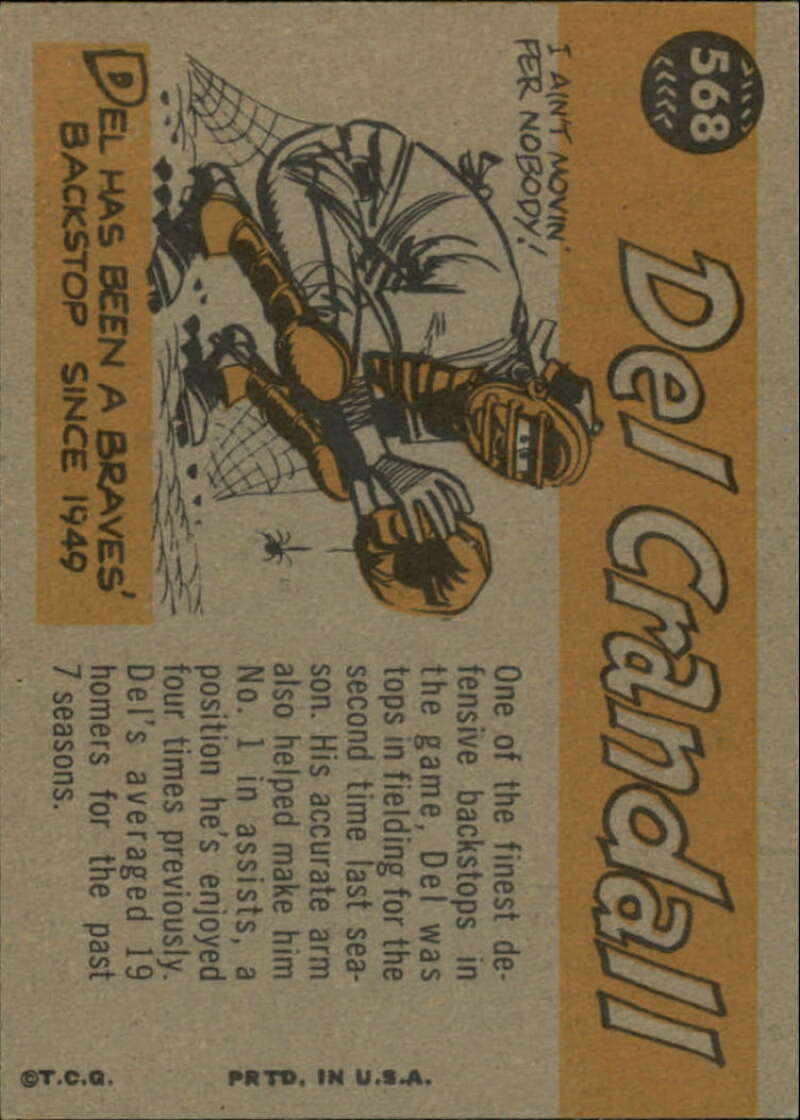 568
Del Crandall
I AIN'T MOVIN'
FER NOBODY!
DEL HAS BEEN A BRAVES'
BACKSTOP SINCE 1949
One of the finest de-
fensive backstops in
the game, Del was
tops in fielding for the
second time last sea-
son. His accurate arm
also helped make him
No. 1 in assists, a
position he's enjoyed
four times previously.
Del's averaged 19
homers for the past
7 seasons.
©T.C.G.
PRTD. IN U.S.A.